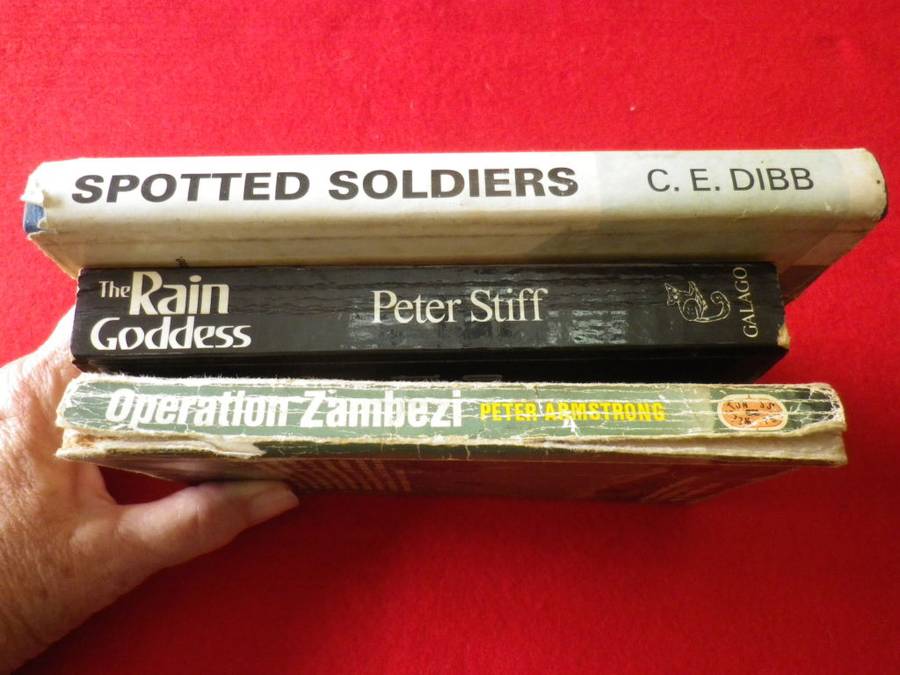 SPOTTED SOLDIERS C. E. DIBB
The Rain
Goddess
Peter Stiff
GALAGO
Operation Zambezi PETER ARMSTRONG